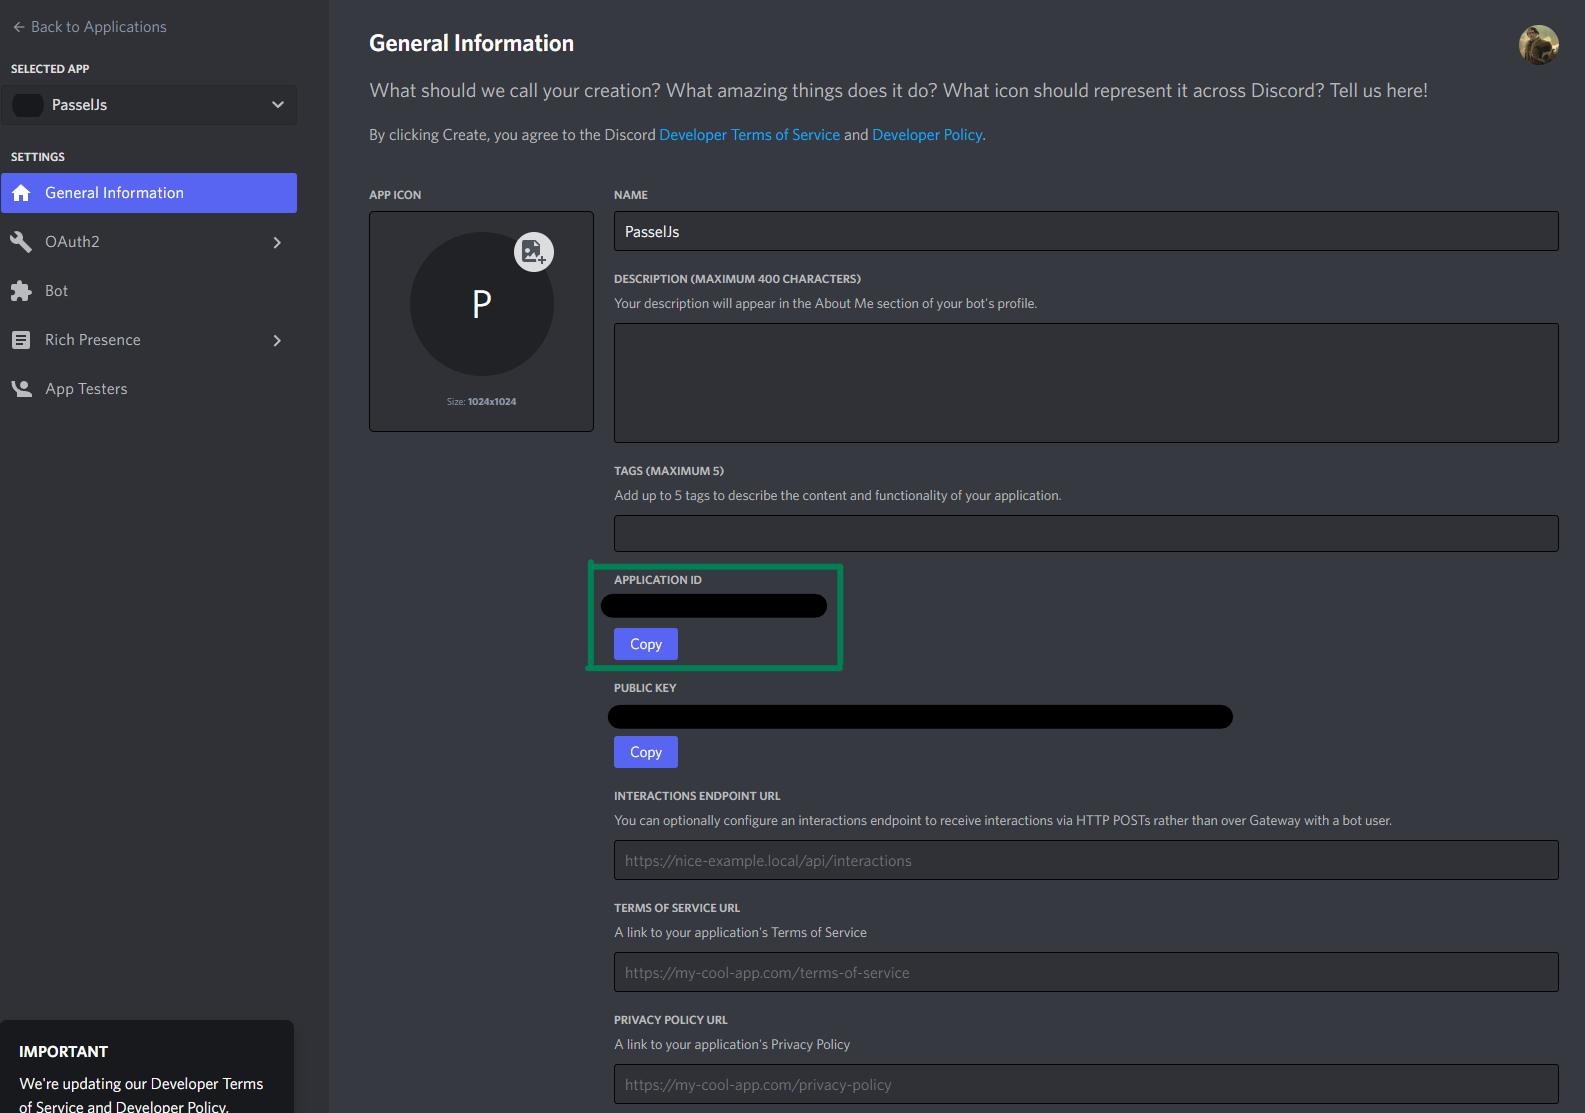 ← Back to Applications
SELECTED APP
PasselJs
SETTINGS
General Information
OAuth2
Bot
Rich Presence
App Testers
IMPORTANT
We're updating our Developer Terms
of Service and Developer Policy.
General Information
What should we call your creation? What amazing things does it do? What icon should represent it across Discord? Tell us here!
By clicking Create, you agree to the Discord Developer Terms of Service and Developer Policy.
APP ICON
P
Size: 1024x1024
NAME
PasselJs
DESCRIPTION (MAXIMUM 400 CHARACTERS)
Your description will appear in the About Me section of your bot's profile.
TAGS (MAXIMUM 5)
Add up to 5 tags to describe the content and functionality of your application.
APPLICATION ID
Copy
PUBLIC KEY
Copy
INTERACTIONS ENDPOINT URL
You can optionally configure an interactions endpoint to receive interactions via HTTP POSTs rather than over Gateway with a bot user.
https://nice-example.local/api/interactions
TERMS OF SERVICE URL
A link to your application's Terms of Service
https://my-cool-app.com/terms-of-service
PRIVACY POLICY URL
A link to your application's Privacy Policy
https://my-cool-app.com/privacy-policy